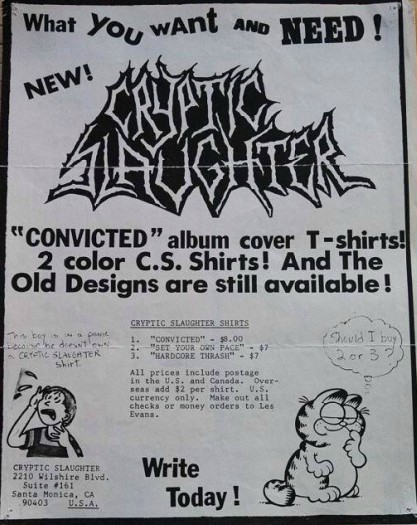 What YOU WANT AND NEED!
NEW!
CRYPTIC
SLAUGHTER
"CONVICTED" album cover T-shirts!
2 color C.S. Shirts! And The
Old Designs are still available!
CRYPTIC SLAUGHTER SHIRTS
1. "CONVICTED" - $8.00
2. "SET YOUR OWN PACE" - $7
3. "HARDCORE THRASH" - $7
All prices include postage
in the U.S. and Canada. Over-
seas add $2 per shirt. U.S.
currency only. Make out all
checks or money orders to Les
Evans.
This boy is in a panic
because he doesn't own
a CRYPTIC SLAUGHTER
shirt.
Should I buy
2 or 3?
CRYPTIC SLAUGHTER
2210 Wilshire Blvd.
Suite #161
Santa Monica, CA
90403 U.S.A.
Write
Today!